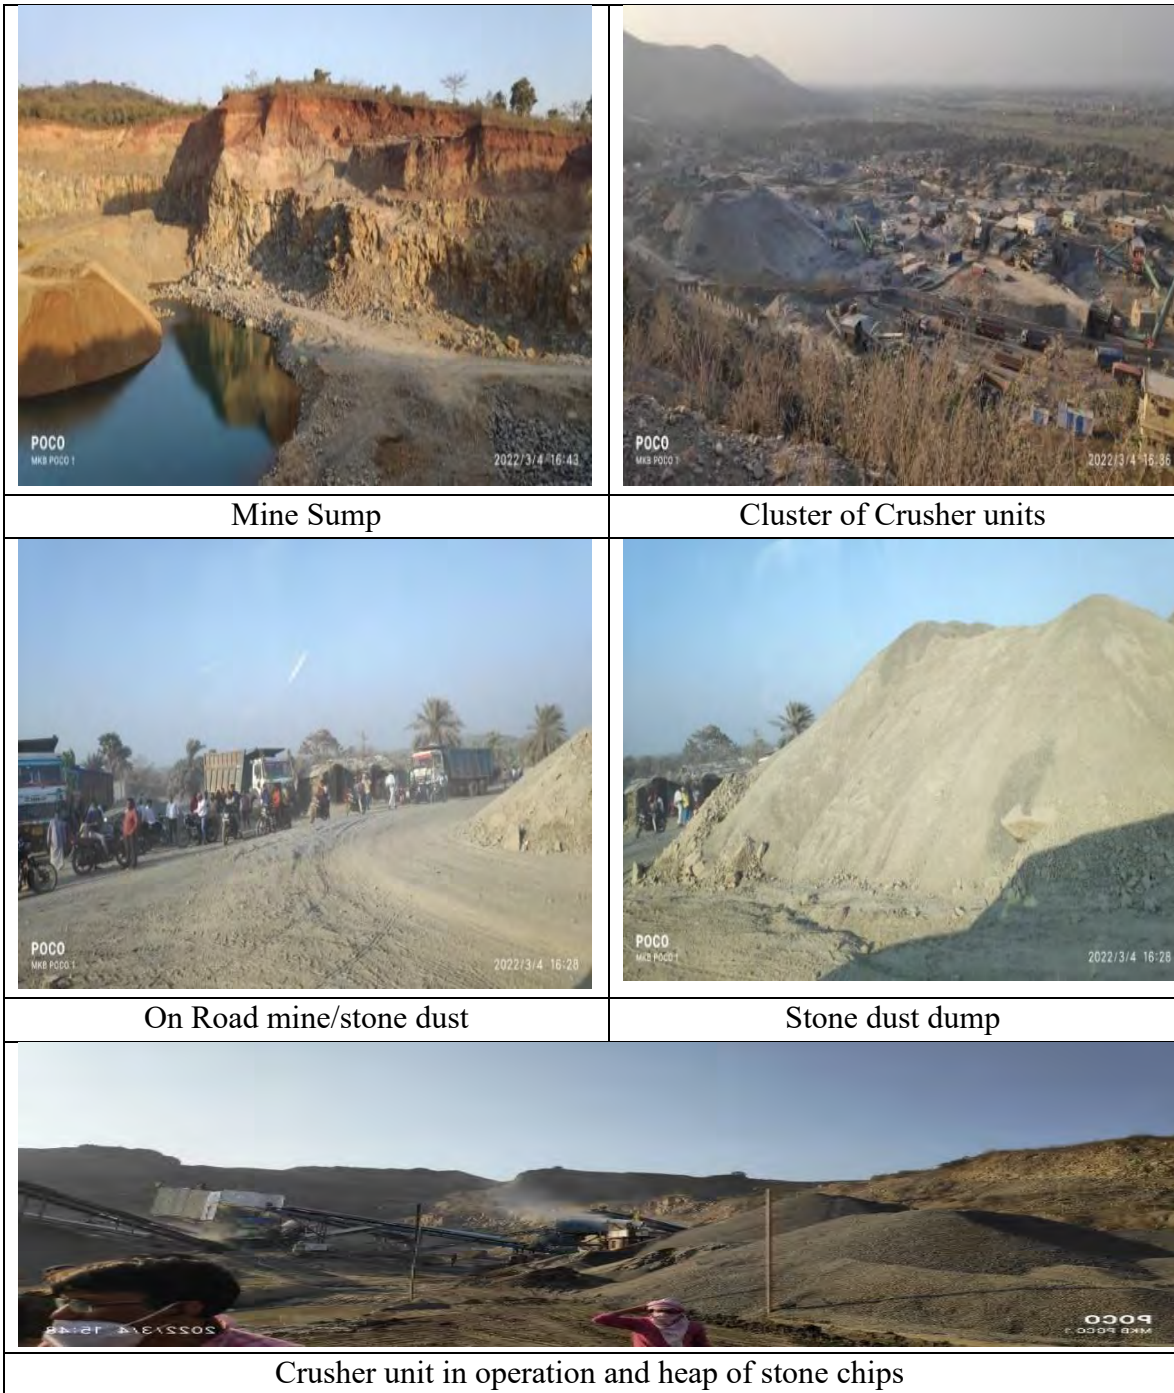 POCO
MKB POCO 1
2022/3/4 16:43
POCO
MKB POCO 1
2022/3/4 16:36
Mine Sump
Cluster of Crusher units
POCO
MKB POCO 1
2022/3/4 16:28
POCO
MKB POCO 1
2022/3/4 16:28
On Road mine/stone dust
Stone dust dump
2022/3/4 15:48
POCO
MKB POCO 1
Crusher unit in operation and heap of stone chips